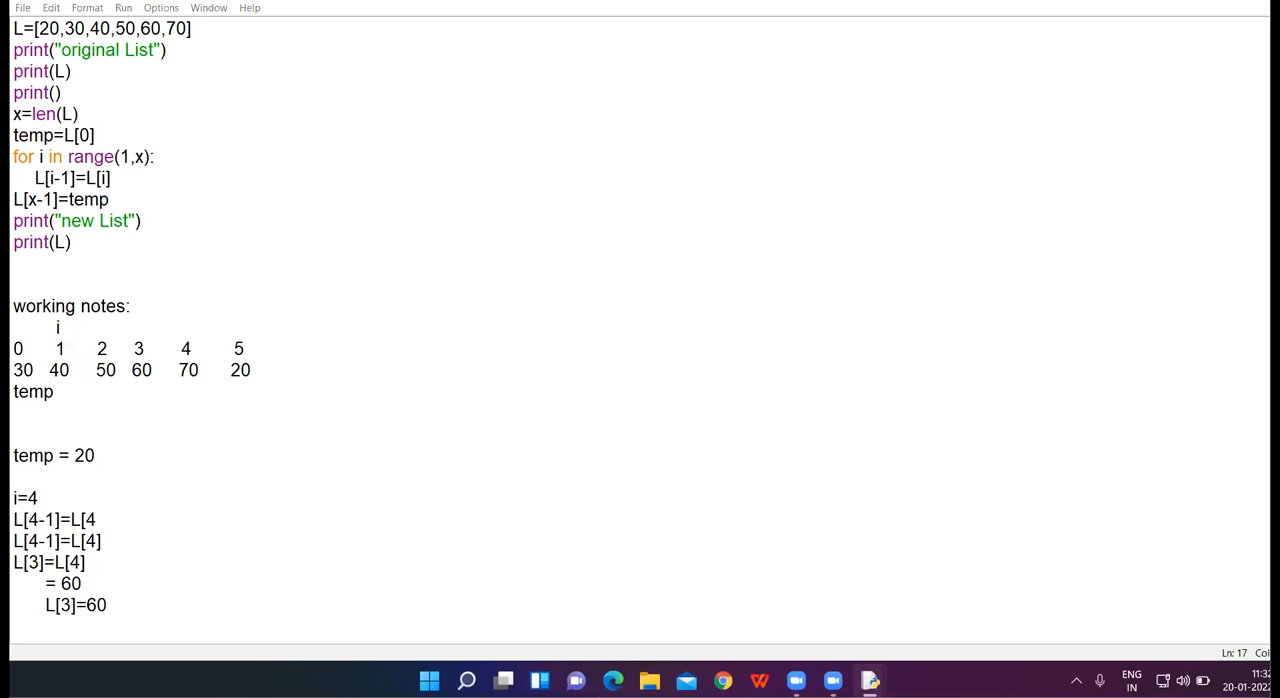 File Edit Format Run Options Window Help
L=[20,30,40,50,60,70]
print("original List")
print(L)
print()
x=len(L)
temp=L[0]
for i in range(1,x):
L[i-1]=L[i]
L[x-1]=temp
print("new List")
print(L)
working notes:
i
0 1 2 3 4 5
30 40 50 60 70 20
temp
temp = 20
i=4
L[4-1]=L[4
L[4-1]=L[4]
L[3]=L[4]
= 60
L[3]=60
Ln: 17 Col
ENG 11:32
IN 20-01-2022